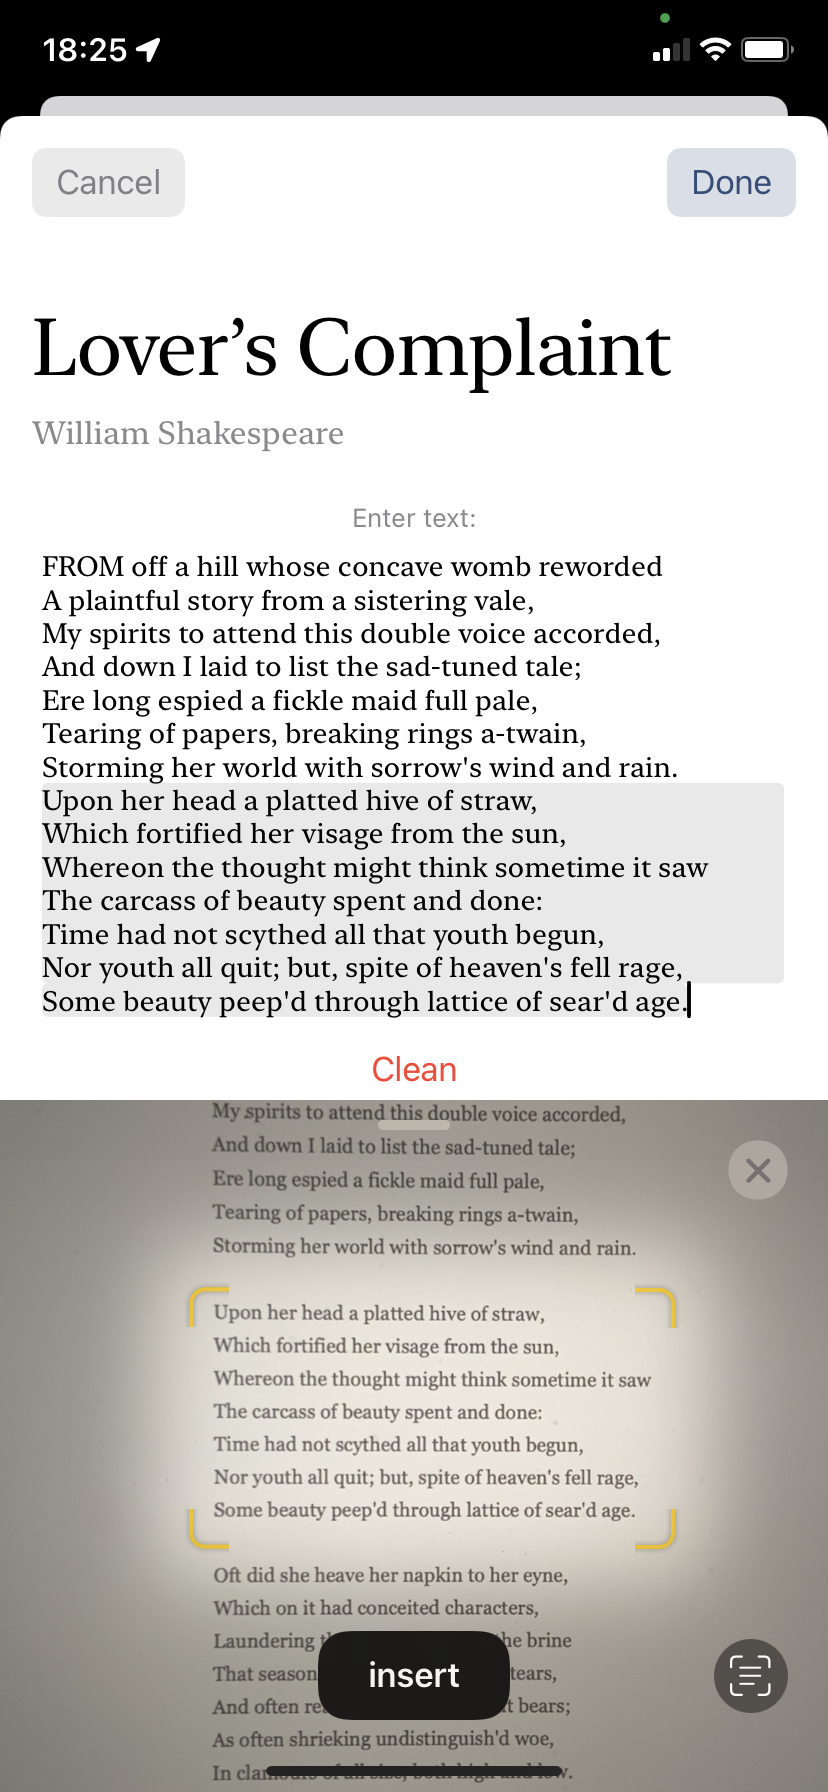 18:25
Cancel
Done
Lover’s Complaint
William Shakespeare
Enter text:
FROM off a hill whose concave womb reworded
A plaintful story from a sistering vale,
My spirits to attend this double voice accorded,
And down I laid to list the sad-tuned tale;
Ere long espied a fickle maid full pale,
Tearing of papers, breaking rings a-twain,
Storming her world with sorrow's wind and rain.
Upon her head a platted hive of straw,
Which fortified her visage from the sun,
Whereon the thought might think sometime it saw
The carcass of beauty spent and done:
Time had not scythed all that youth begun,
Nor youth all quit; but, spite of heaven's fell rage,
Some beauty peep'd through lattice of sear'd age.
Clean
My spirits to attend this double voice accorded,
And down I laid to list the sad-tuned tale;
Ere long espied a fickle maid full pale,
Tearing of papers, breaking rings a-twain,
Storming her world with sorrow's wind and rain.
Upon her head a platted hive of straw,
Which fortified her visage from the sun,
Whereon the thought might think sometime it saw
The carcass of beauty spent and done:
Time had not scythed all that youth begun,
Nor youth all quit; but, spite of heaven's fell rage,
Some beauty peep'd through lattice of sear'd age.
Oft did she heave her napkin to her eyne,
Which on it had conceited characters,
Laundering brine
That season tears,
And often bears;
insert
As often shrieking undistinguish'd woe,
In